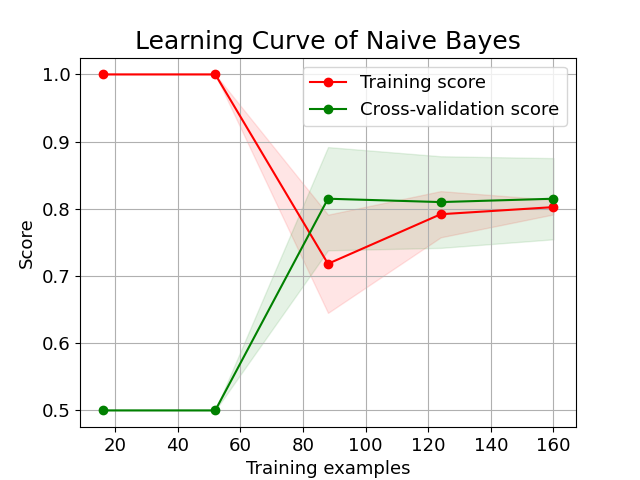 Learning Curve of Naive Bayes
Training score
Cross-validation score
1.0
0.9
0.8
0.7
0.6
0.5
Score
20 40 60 80 100 120 140 160
Training examples